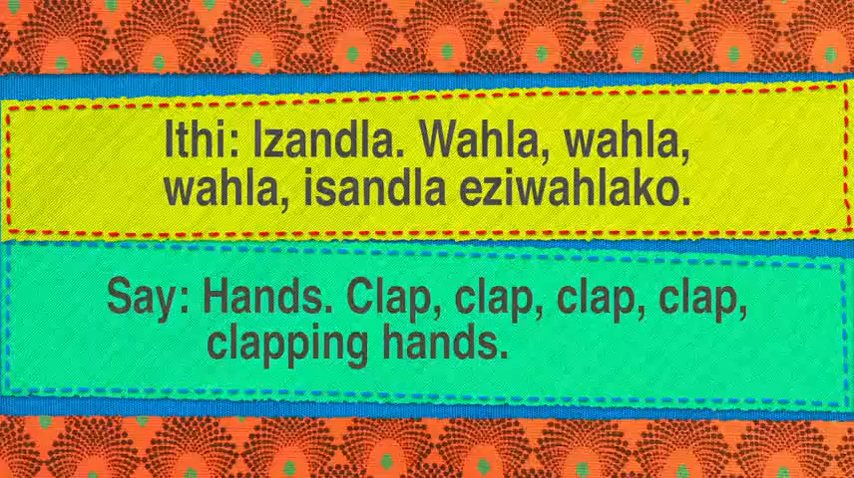 Ithi: Izandla. Wahla, wahla,
wahla, isandla eziwahlako.
Say: Hands. Clap, clap, clap, clap,
clapping hands.